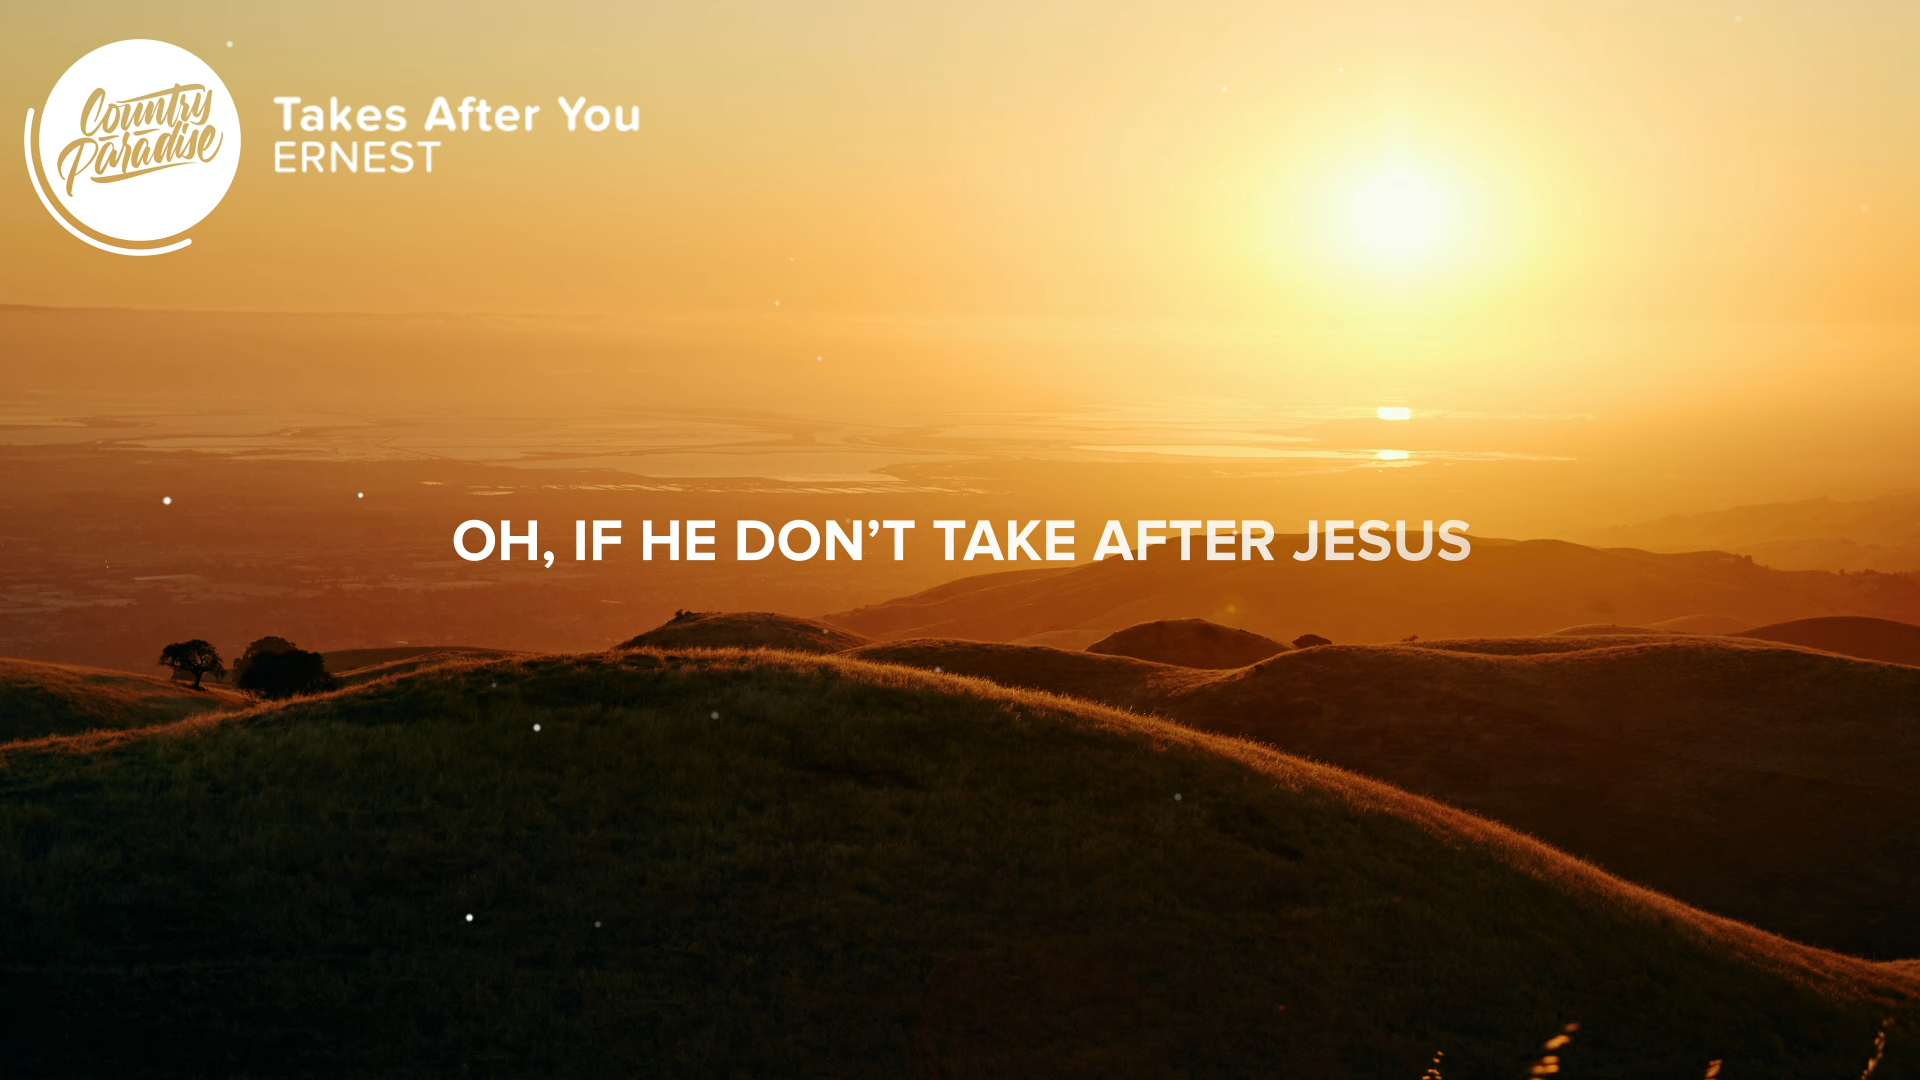 Country
Paradise
Takes After You
ERNEST
OH, IF HE DON’T TAKE AFTER JESUS